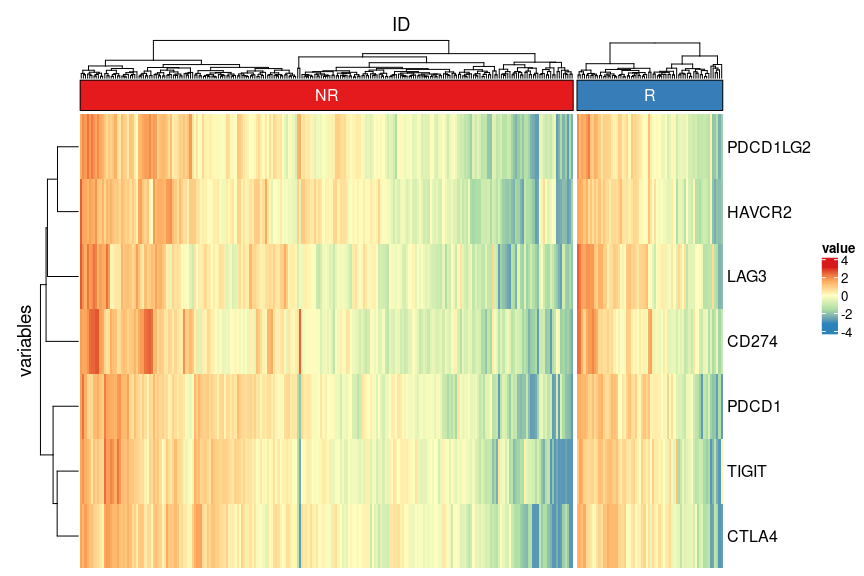 ID
NR
R
PDCD1LG2
HAVCR2
LAG3
CD274
PDCD1
TIGIT
CTLA4
variables
value
4
2
0
-2
-4